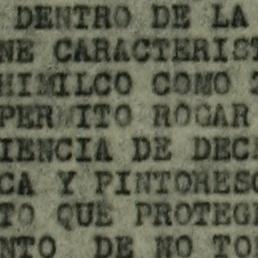 DENTRO DE LA
NE CARACTERIST
HIMILCO COMO
PERMITO ROGAR
IENCIA DE DECI
CA Y PINTORESC
TO QUE PROTEGE
NTO DE NO TO